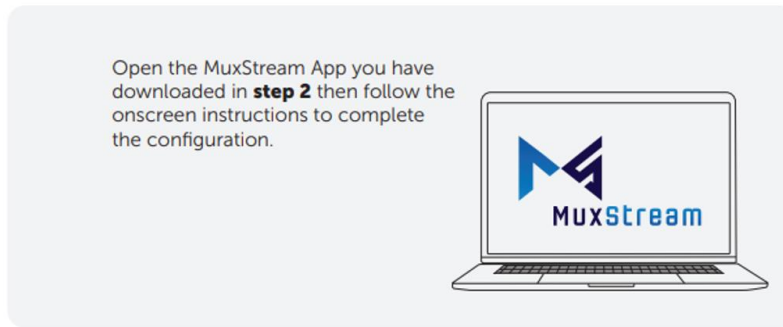 Open the MuxStream App you have
downloaded in step 2 then follow the
onscreen instructions to complete
the configuration.
MuxStream